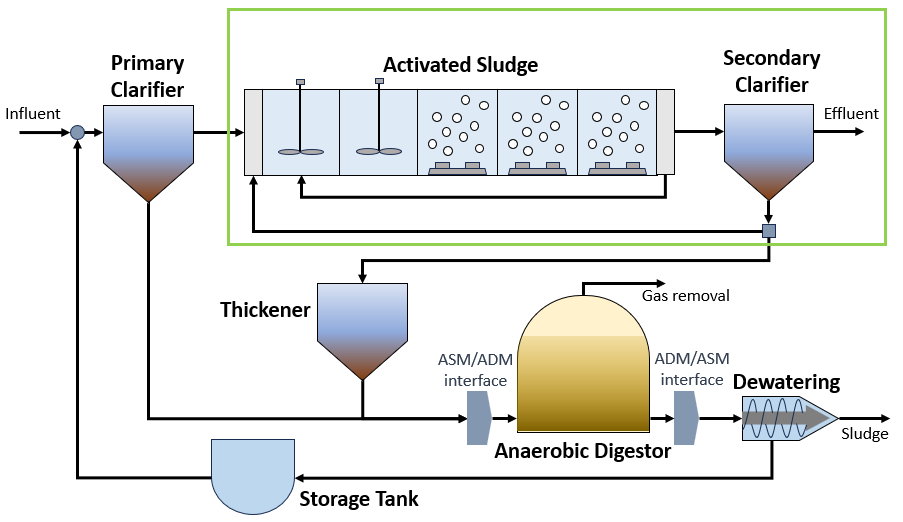 Primary
Clarifier
Activated Sludge
Secondary
Clarifier
Influent
Effluent
Thickener
Gas removal
ASM/ADM
interface
ADM/ASM
interface
Dewatering
Anaerobic Digestor
Sludge
Storage Tank